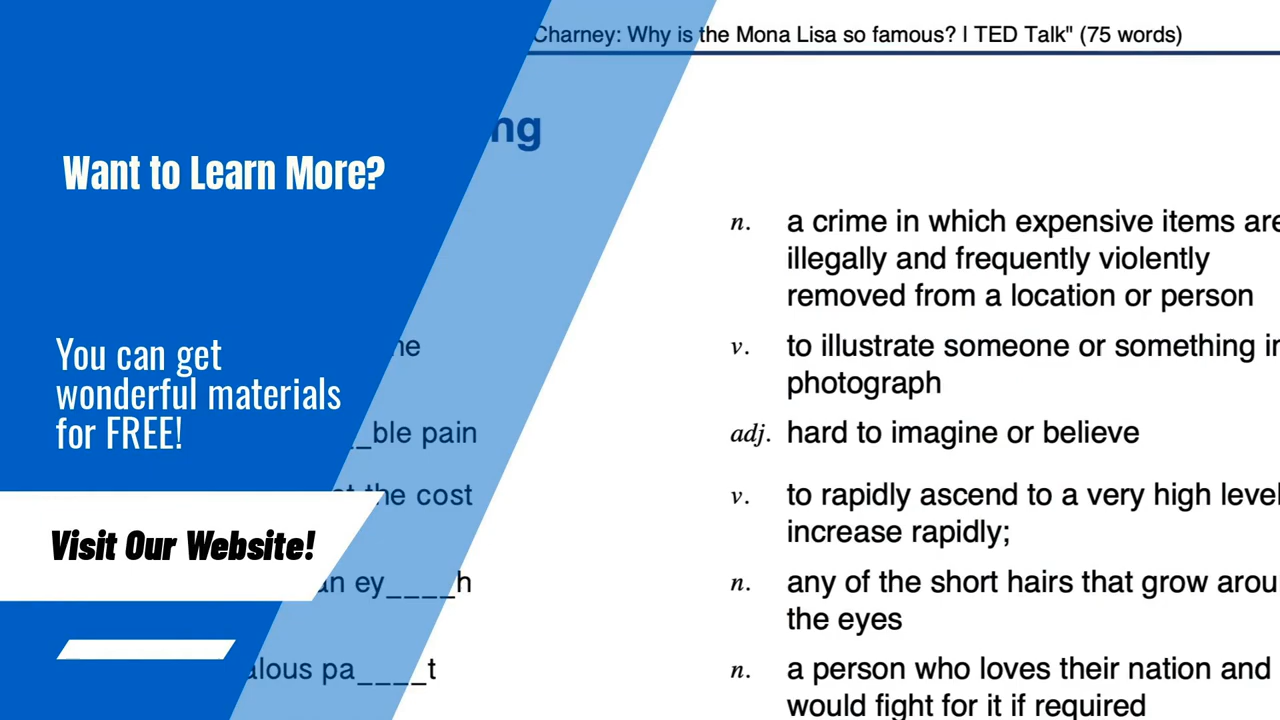 Charney: Why is the Mona Lisa so famous? | TED Talk" (75 words)
ng
Want to Learn More?
You can get
wonderful materials
for FREE!
Visit Our Website!
n. a crime in which expensive items are
illegally and frequently violently
removed from a location or person
he
v. to illustrate someone or something in
photograph
_ble pain
adj. hard to imagine or believe
the cost
v. to rapidly ascend to a very high level
increase rapidly;
an ey____h
n. any of the short hairs that grow arou
the eyes
alous pa____t
n. a person who loves their nation and
would fight for it if required